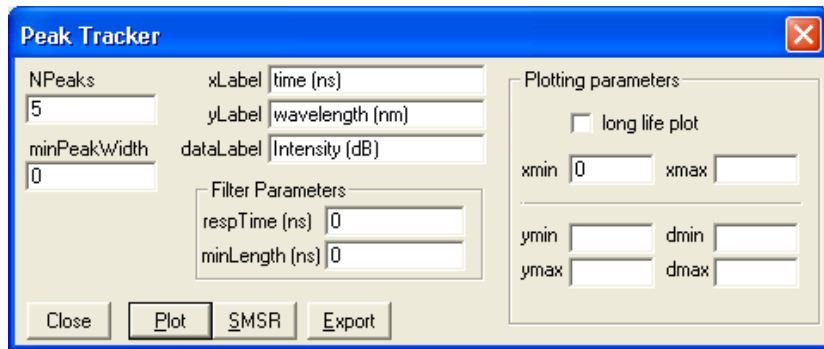 Peak Tracker
NPeaks
5
minPeakWidth
0
xLabel time (ns)
yLabel wavelength (nm)
dataLabel Intensity (dB)
Filter Parameters
respTime (ns) 0
minLength (ns) 0
Plotting parameters
long life plot
xmin 0 xmax
ymin dmin
ymax dmax
Close Plot SMSR Export